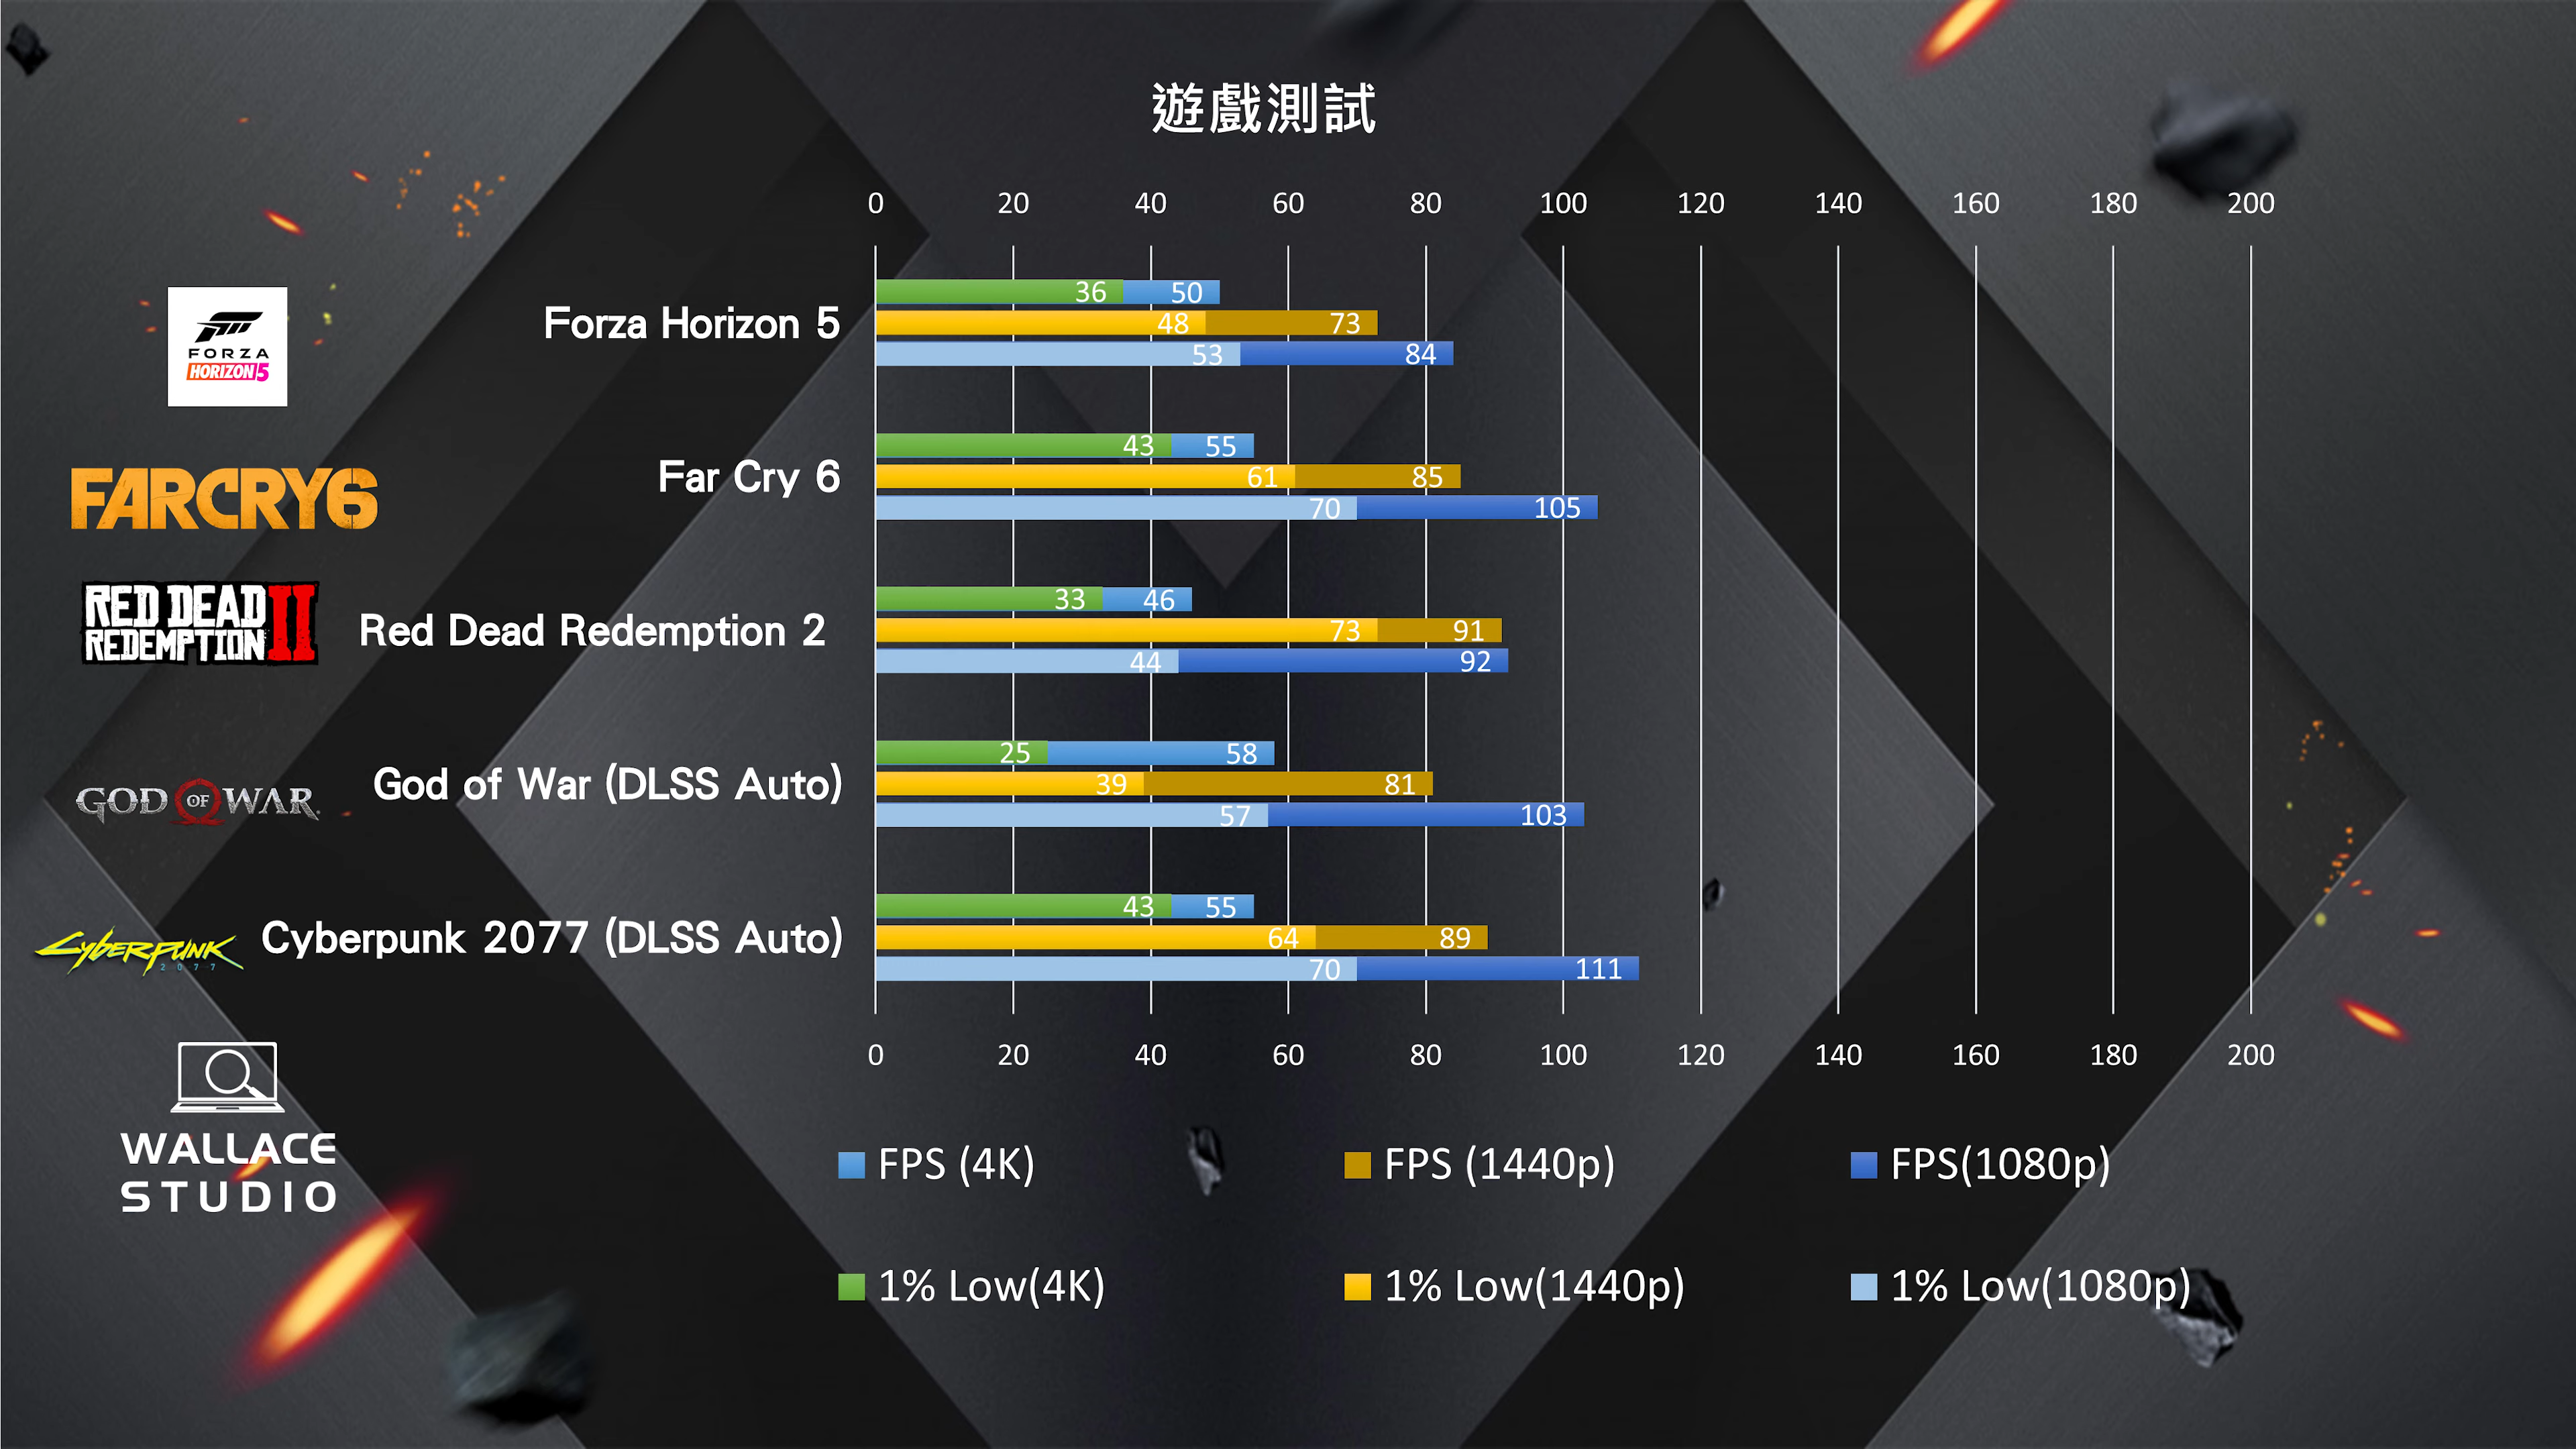 遊戲測試
0 20 40 60 80 100 120 140 160 180 200
FORZA
HORIZON 5
Forza Horizon 5
36 50
48 73
53 84
FARCRY6
Far Cry 6
43 55
61 85
70 105
RED DEAD
REDEMPTION II
Red Dead Redemption 2
33 46
73 91
44 92
GOD OF WAR
God of War (DLSS Auto)
25 58
39 81
57 103
CYBERPUNK
2077
Cyberpunk 2077 (DLSS Auto)
43 55
64 89
70 111
0 20 40 60 80 100 120 140 160 180 200
WALLACE
STUDIO
FPS (4K) FPS (1440p) FPS(1080p)
1% Low(4K) 1% Low(1440p) 1% Low(1080p)